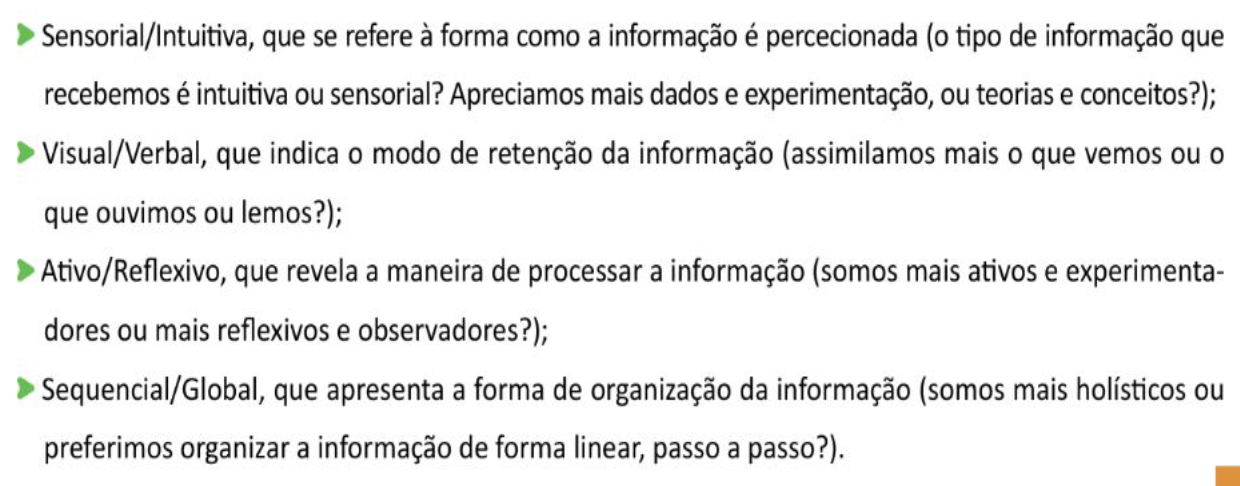 Sensorial/Intuitiva, que se refere à forma como a informação é percecionada (o tipo de informação que
recebemos é intuitiva ou sensorial? Apreciamos mais dados e experimentação, ou teorias e conceitos?);
Visual/Verbal, que indica o modo de retenção da informação (assimilamos mais o que vemos ou o
que ouvimos ou lemos?);
Ativo/Reflexivo, que revela a maneira de processar a informação (somos mais ativos e experimenta-
dores ou mais reflexivos e observadores?);
Sequencial/Global, que apresenta a forma de organização da informação (somos mais holísticos ou
preferimos organizar a informação de forma linear, passo a passo?).